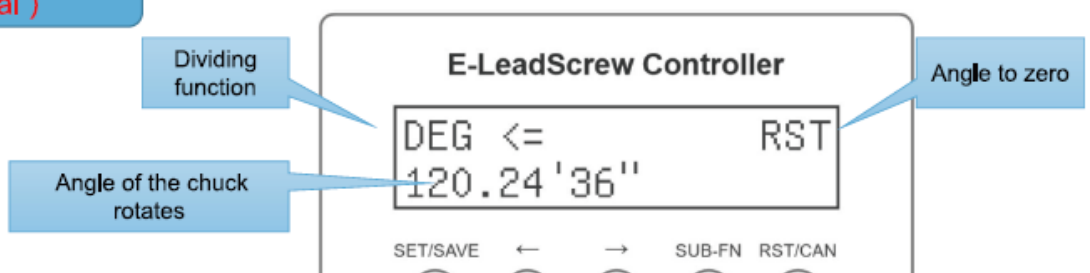 al )
Dividing
function
E-LeadScrew Controller
Angle to zero
DEG <= RST
120.24'36"
Angle of the chuck
rotates
SET/SAVE ← → SUB-FN RST/CAN